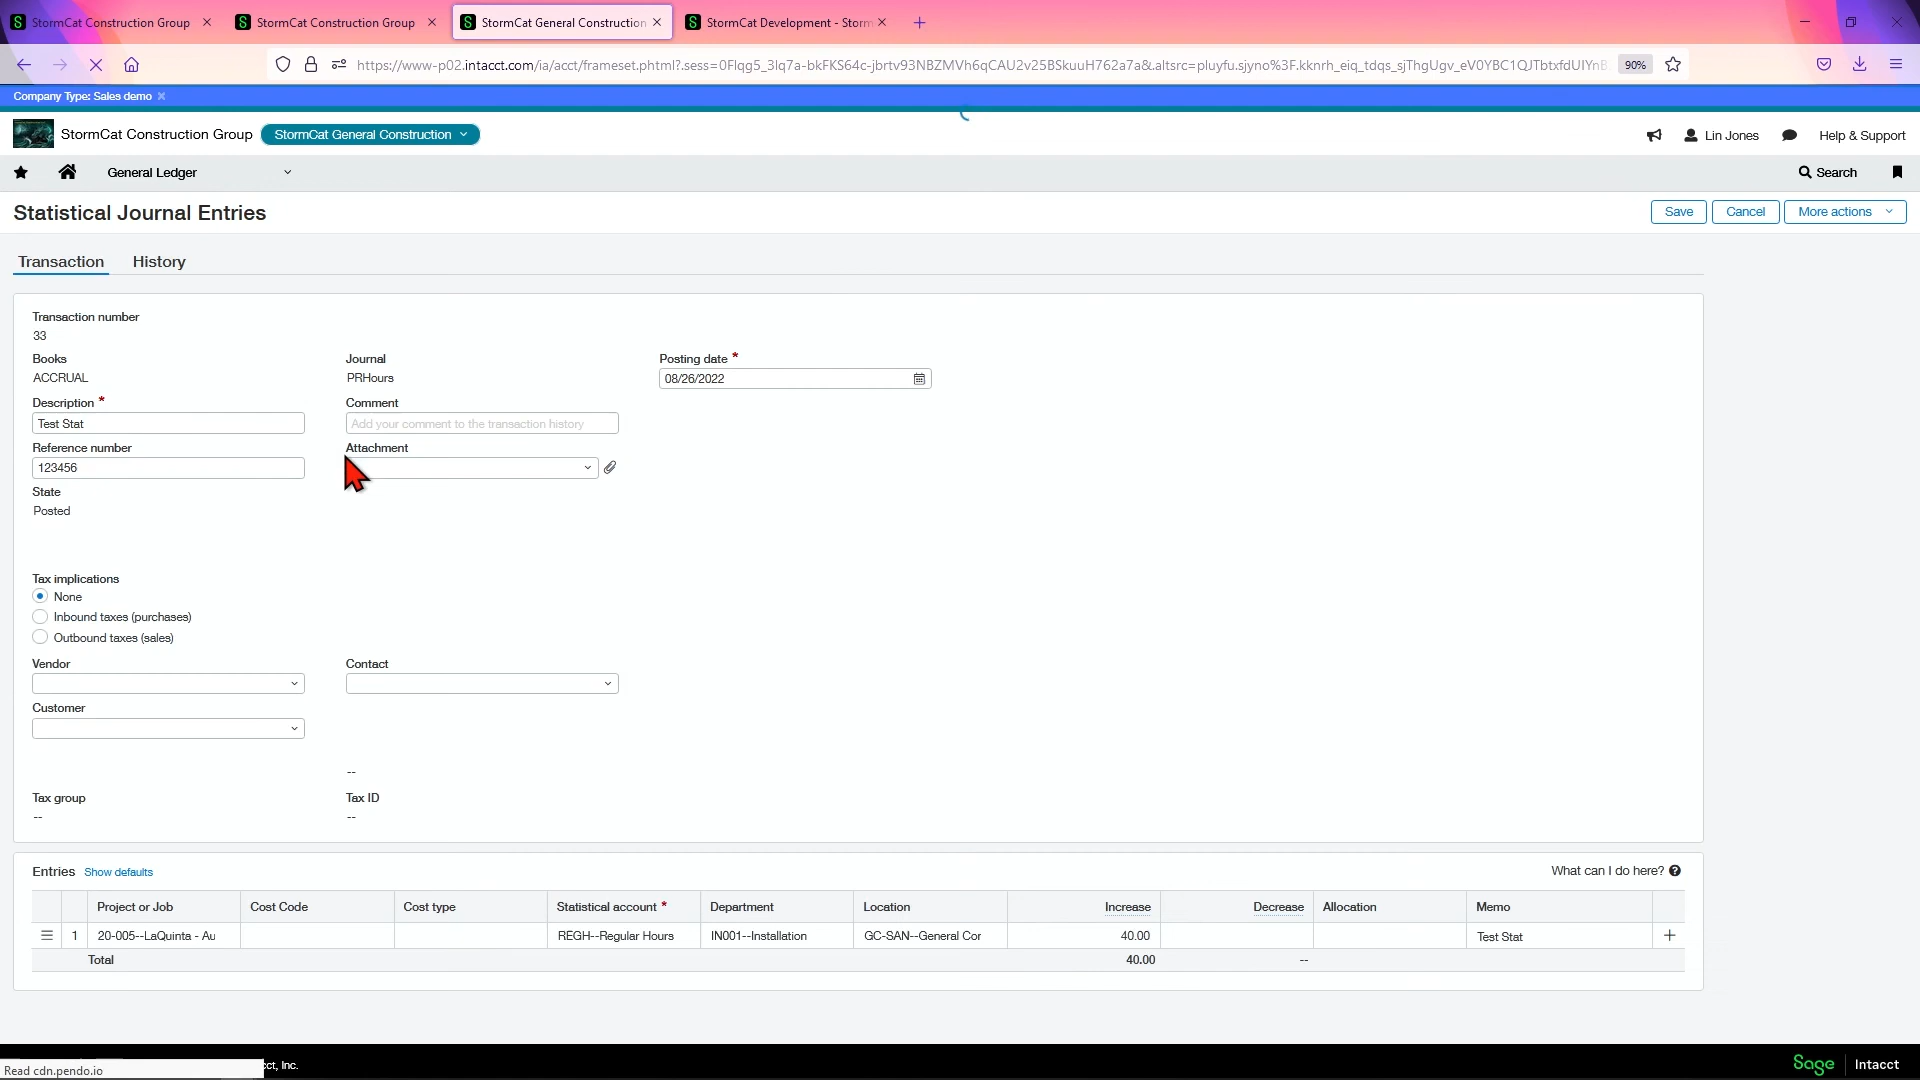 StormCat Construction Group
StormCat Construction Group
StormCat General Construction
StormCat Development - Storm
https://www-p02.intacct.com/ia/acct/frameset.phtml?.sess=0Flqg5_3lq7a-bkFKS64c-jbrtv93NBZMVh6qCAU2v25BSkuuH762a7a&.altsrc=pluyfu.sjyno%3F.kknrh_eiq_tdqs_sjThgUgv_eV0YBC1QJTbtxfdUIYnB
90%
Company Type: Sales demo
StormCat Construction Group
StormCat General Construction
Lin Jones
Help & Support
General Ledger
Search
Statistical Journal Entries
Save
Cancel
More actions
Transaction
History
Transaction number
33
Books
Journal
Posting date *
ACCRUAL
PRHours
08/26/2022
Description *
Comment
Test Stat
Add your comment to the transaction history
Reference number
Attachment
123456
State
Posted
Tax implications
None
Inbound taxes (purchases)
Outbound taxes (sales)
Vendor
Contact
Customer
--
Tax group
Tax ID
--
--
Entries Show defaults
What can I do here?
Project or Job Cost Code Cost type Statistical account * Department Location Increase Decrease Allocation Memo
1 20-005--LaQuinta - Au REGH--Regular Hours IN001--Installation GC-SAN--General Cor 40.00 Test Stat
Total 40.00 --
cct, Inc.
Read cdn.pendo.io
Sage Intacct